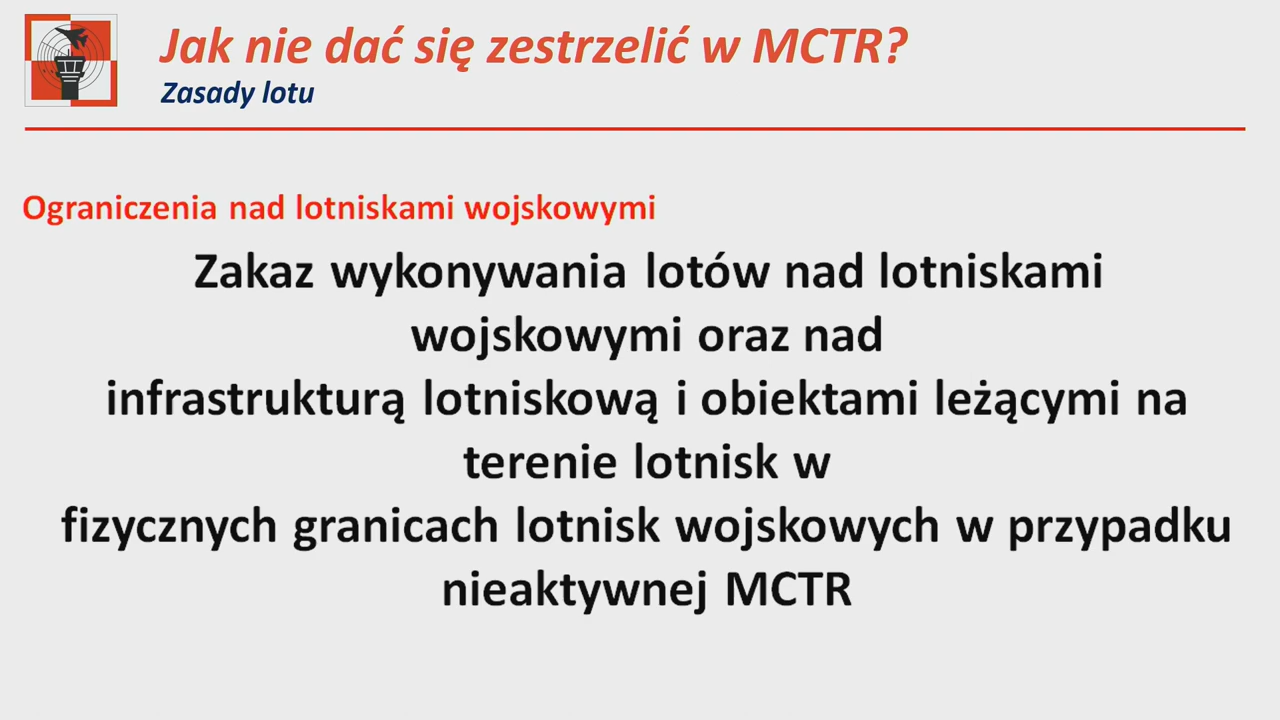 Jak nie dać się zestrzelić w MCTR?
Zasady lotu
Ograniczenia nad lotniskami wojskowymi
Zakaz wykonywania lotów nad lotniskami
wojskowymi oraz nad
infrastrukturą lotniskową i obiektami leżącymi na
terenie lotnisk w
fizycznych granicach lotnisk wojskowych w przypadku
nieaktywnej MCTR